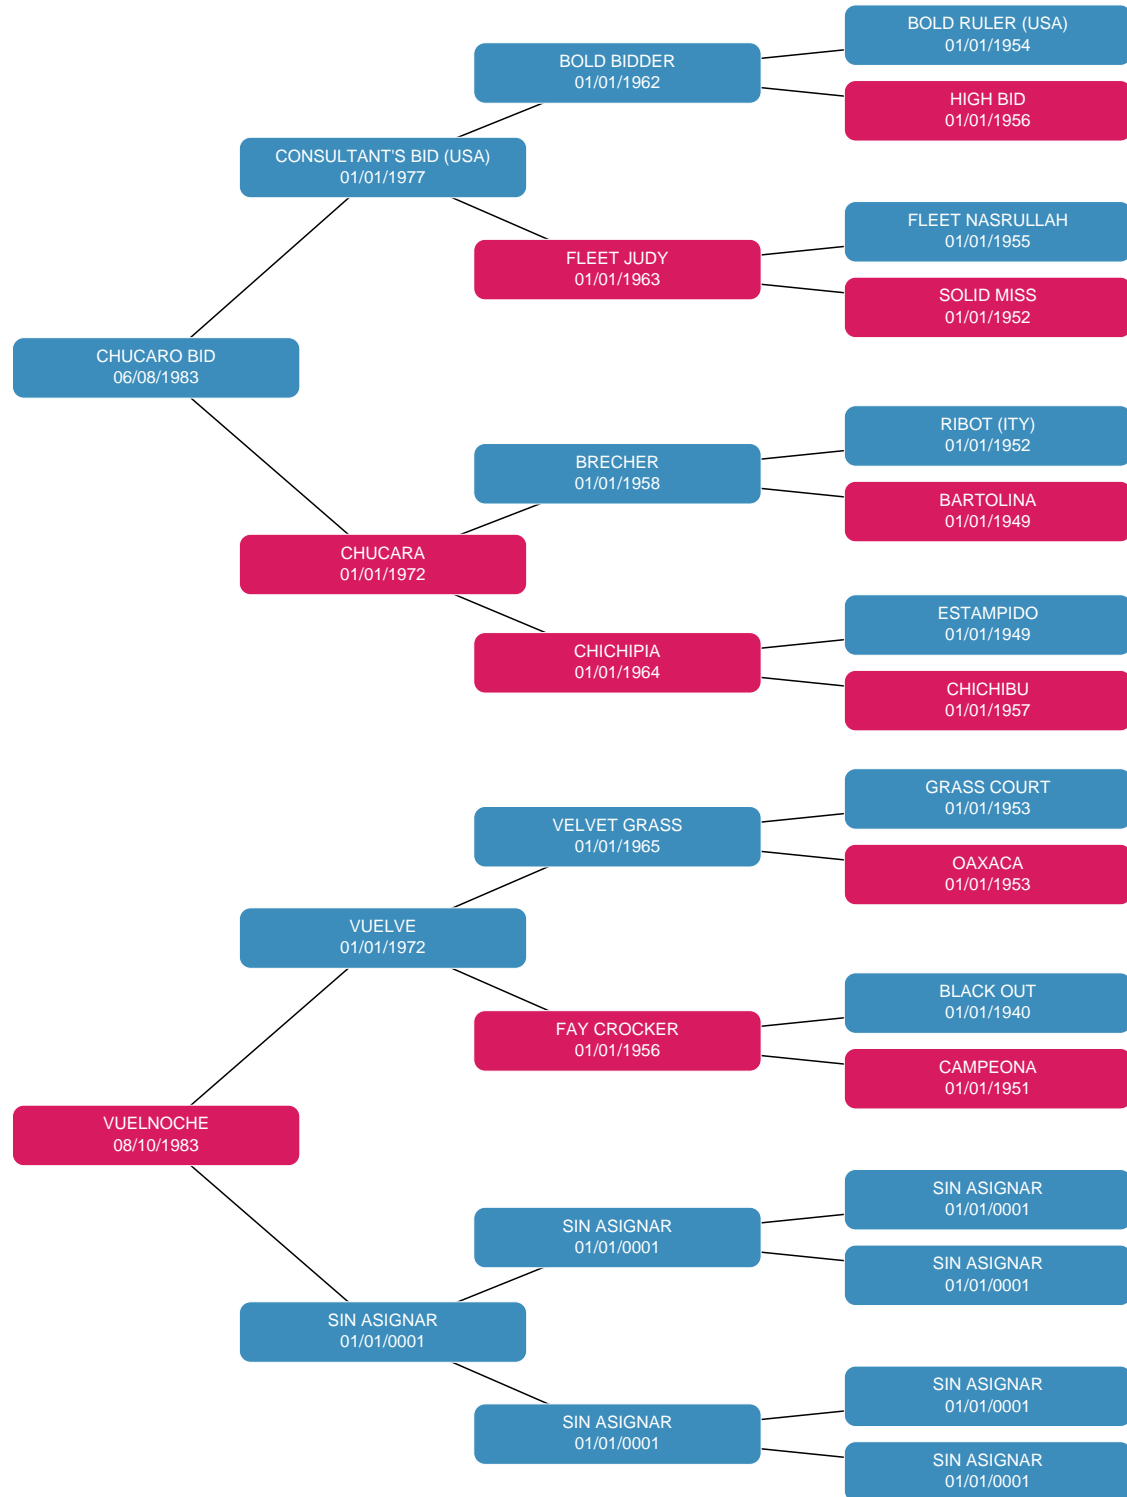 BOLD RULER (USA)
01/01/1954
BOLD BIDDER
01/01/1962
HIGH BID
01/01/1956
CONSULTANT'S BID (USA)
01/01/1977
FLEET NASRULLAH
01/01/1955
FLEET JUDY
01/01/1963
SOLID MISS
01/01/1952
CHUCARO BID
06/08/1983
RIBOT (ITY)
01/01/1952
BRECHER
01/01/1958
BARTOLINA
01/01/1949
CHUCARA
01/01/1972
ESTAMPIDO
01/01/1949
CHICHIPIA
01/01/1964
CHICHIBU
01/01/1957
GRASS COURT
01/01/1953
VELVET GRASS
01/01/1965
OAXACA
01/01/1953
VUELVE
01/01/1972
BLACK OUT
01/01/1940
FAY CROCKER
01/01/1956
CAMPEONA
01/01/1951
VUELNOCHE
08/10/1983
SIN ASIGNAR
01/01/0001
SIN ASIGNAR
01/01/0001
SIN ASIGNAR
01/01/0001
SIN ASIGNAR
01/01/0001
SIN ASIGNAR
01/01/0001
SIN ASIGNAR
01/01/0001
SIN ASIGNAR
01/01/0001